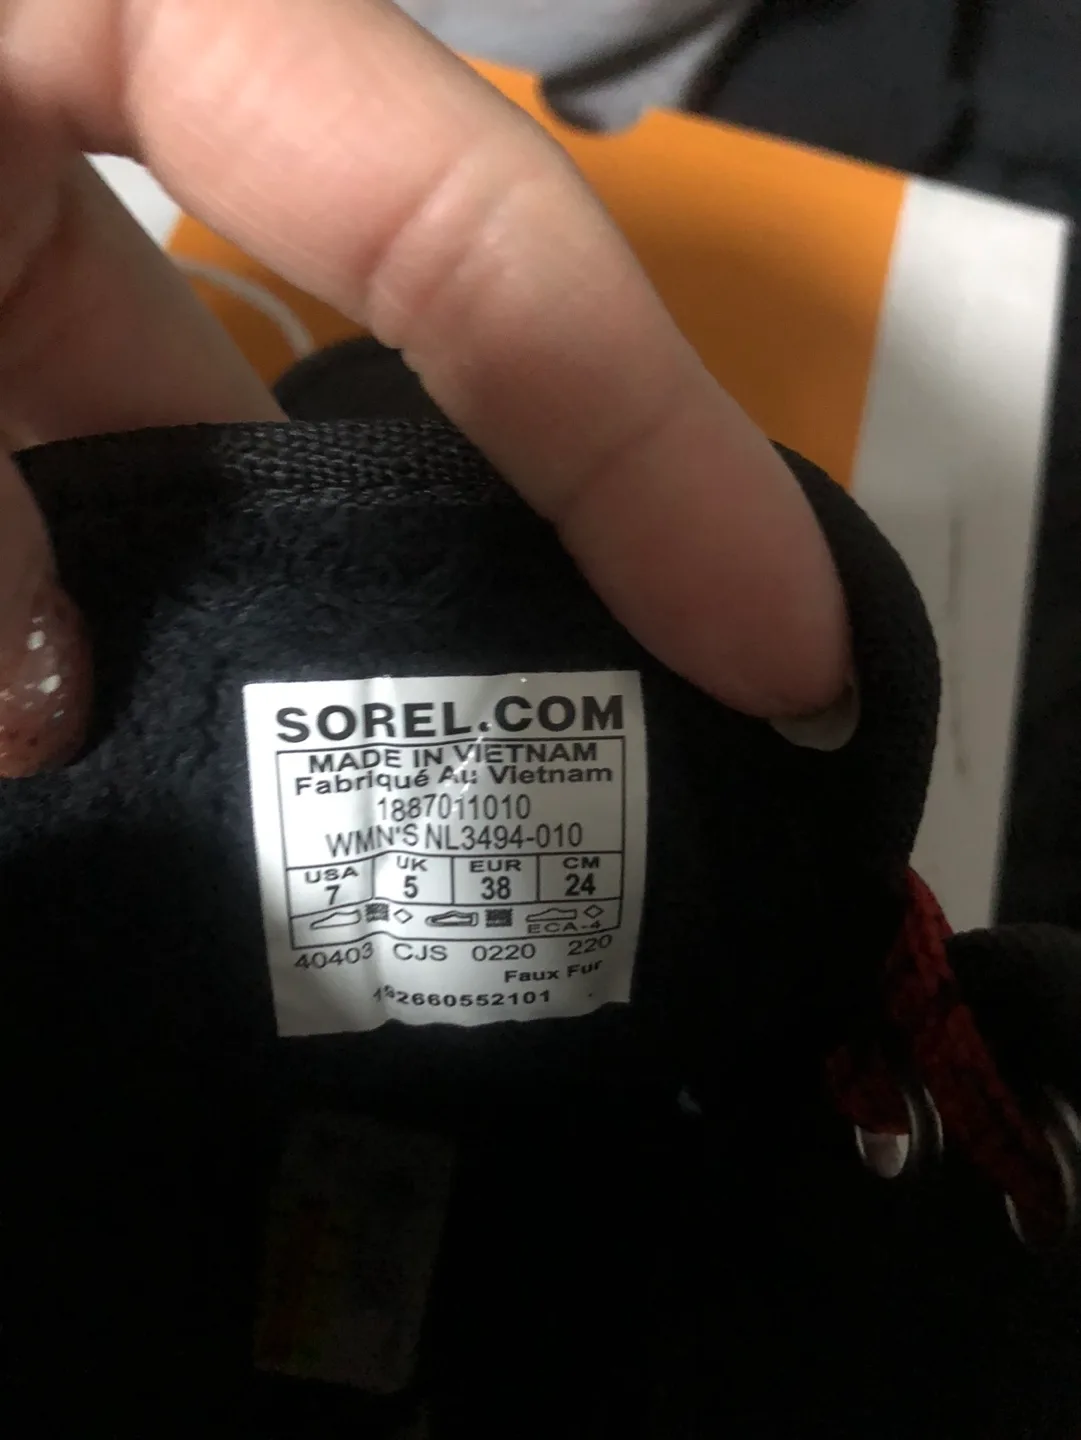 SOREL.COM
MADE IN VIETNAM
Fabriqué Au Vietnam
1887011010
WMN'S NL3494-010
USA UK EUR CM
7 5 38 24
ECA-4
40403 CJS 0220 220
Faux Fur
192660552101